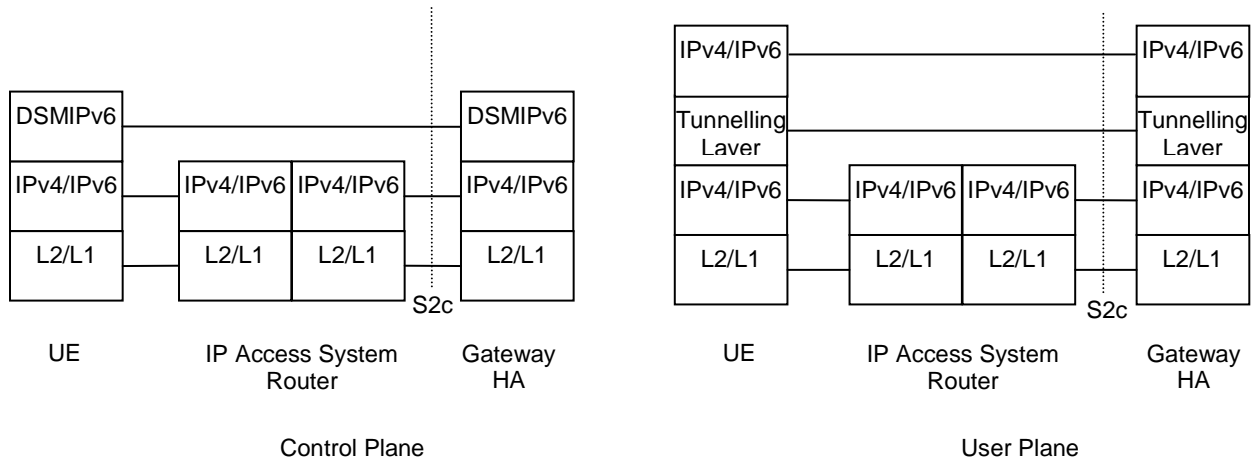 DSMIPv6
DSMIPv6
IPv4/IPv6
IPv4/IPv6
IPv4/IPv6
IPv4/IPv6
L2/L1
L2/L1
L2/L1
L2/L1
S2c
UE
IP Access System
Router
Gateway
HA
Control Plane
IPv4/IPv6
IPv4/IPv6
Tunnelling
Layer
Tunnelling
Layer
IPv4/IPv6
IPv4/IPv6
IPv4/IPv6
IPv4/IPv6
L2/L1
L2/L1
L2/L1
L2/L1
S2c
UE
IP Access System
Router
Gateway
HA
User Plane